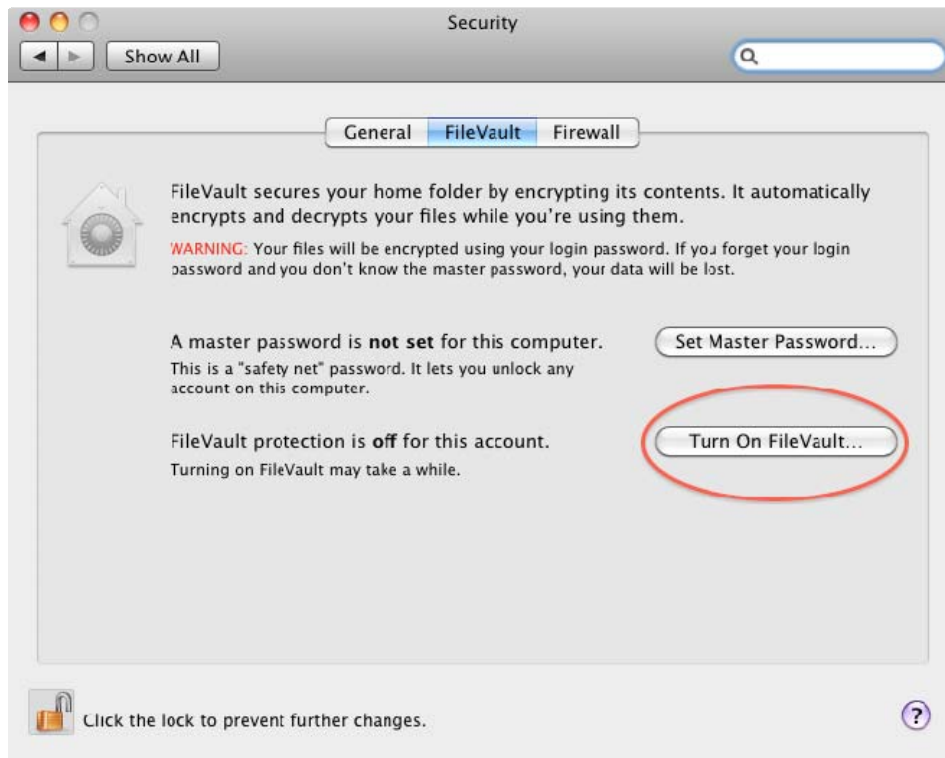 Security
Show All
General FileVault Firewall
FileVault secures your home folder by encrypting its contents. It automatically
encrypts and decrypts your files while you're using them.
WARNING: Your files will be encrypted using your login password. If you forget your login
password and you don't know the master password, your data will be lost.
A master password is not set for this computer.
Set Master Password...
This is a "safety net" password. It lets you unlock any
account on this computer.
FileVault protection is off for this account.
Turn On FileVault...
Turning on FileVault may take a while.
Click the lock to prevent further changes.
?